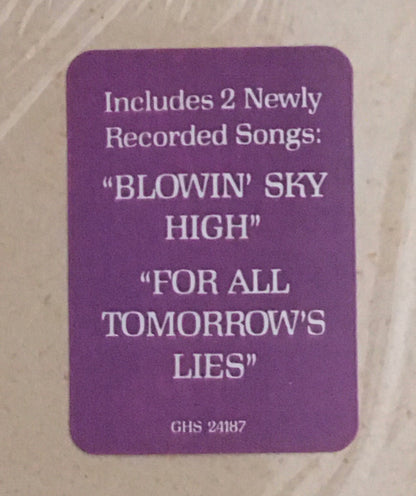 Includes 2 Newly
Recorded Songs:
“BLOWIN’ SKY
HIGH”
“FOR ALL
TOMORROW’S
LIES”
GHS 24187